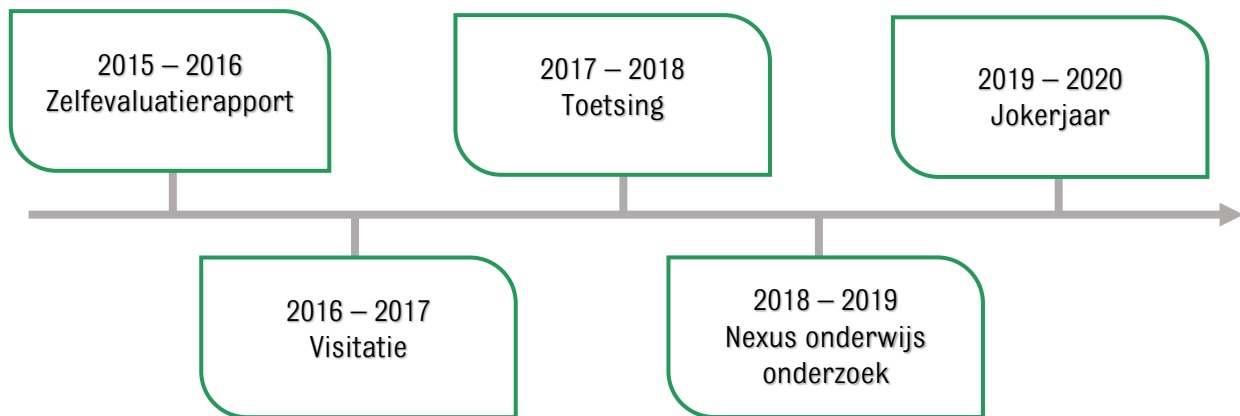 2015 – 2016
Zelfevaluatierapport
2016 – 2017
Visitatie
2017 – 2018
Toetsing
2018 – 2019
Nexus onderwijs
onderzoek
2019 – 2020
Jokerjaar